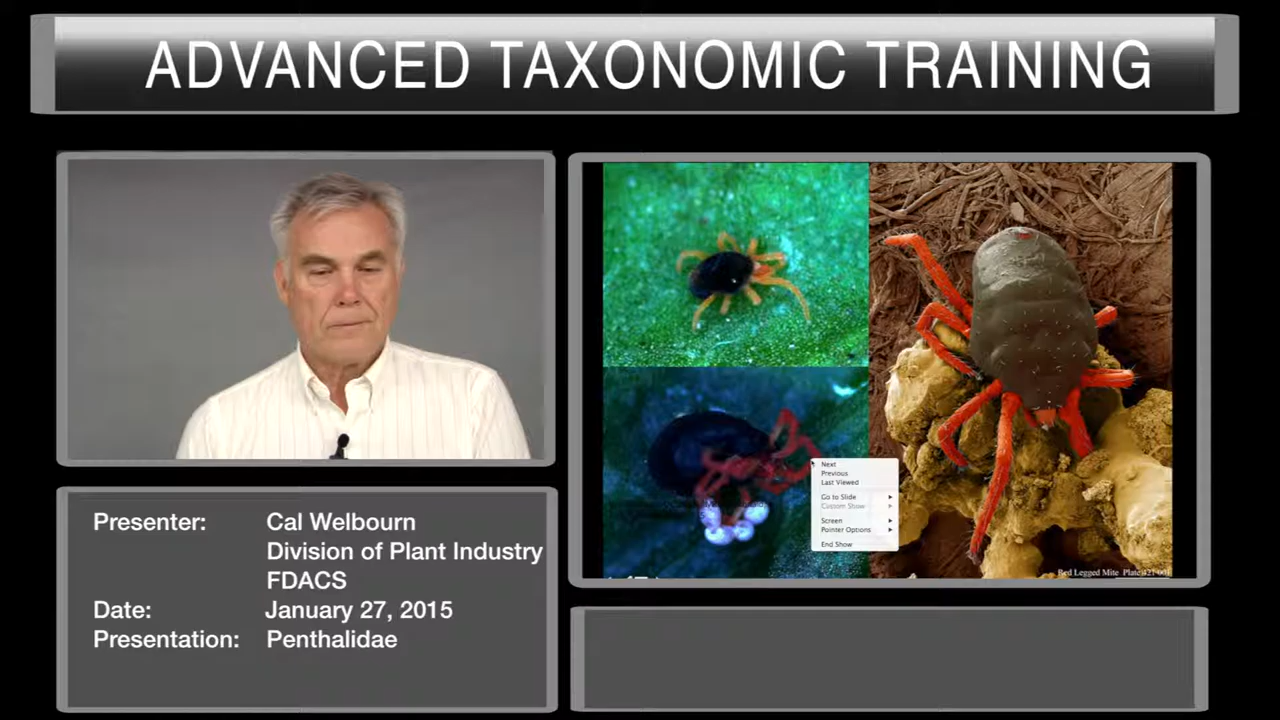 ADVANCED TAXONOMIC TRAINING
Next
Previous
Last Viewed
Go to Slide
Custom Show
Screen
Pointer Options
End Show
Red Legged Mite Plate
Presenter: Cal Welbourn
Division of Plant Industry
FDACS
Date: January 27, 2015
Presentation: Penthalidae